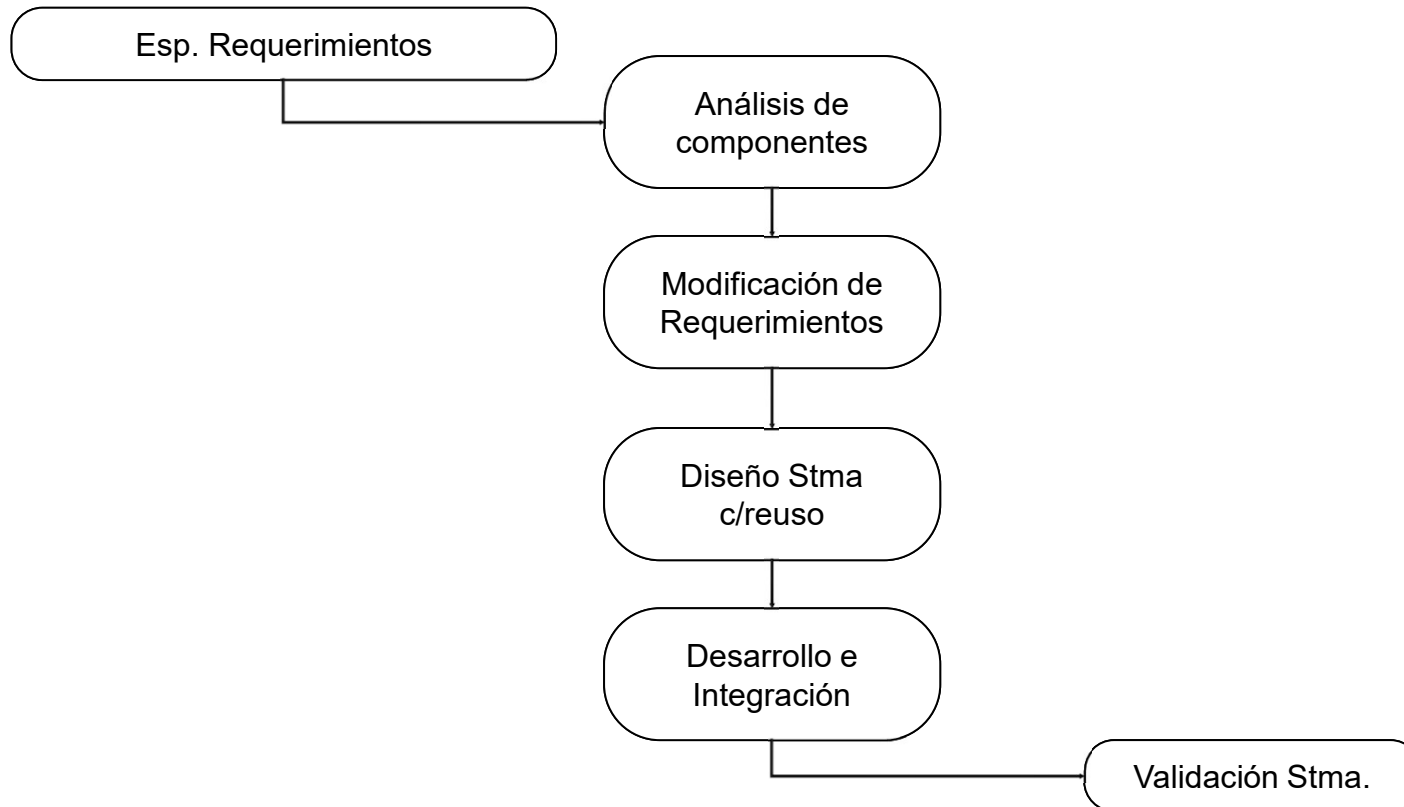 Esp. Requerimientos
Análisis de
componentes
Modificación de
Requerimientos
Diseño Stma
c/reuso
Desarrollo e
Integración
Validación Stma.